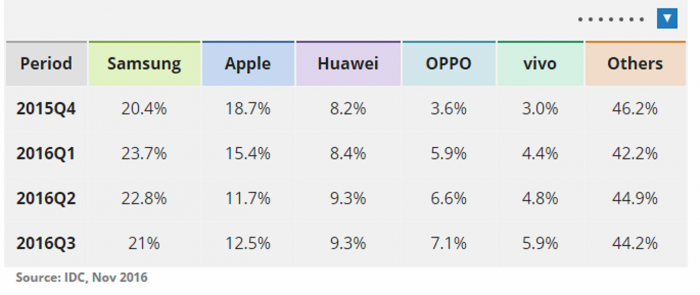 Period Samsung Apple Huawei OPPO vivo Others
2015Q4 20.4% 18.7% 8.2% 3.6% 3.0% 46.2%
2016Q1 23.7% 15.4% 8.4% 5.9% 4.4% 42.2%
2016Q2 22.8% 11.7% 9.3% 6.6% 4.8% 44.9%
2016Q3 21% 12.5% 9.3% 7.1% 5.9% 44.2%
Source: IDC, Nov 2016